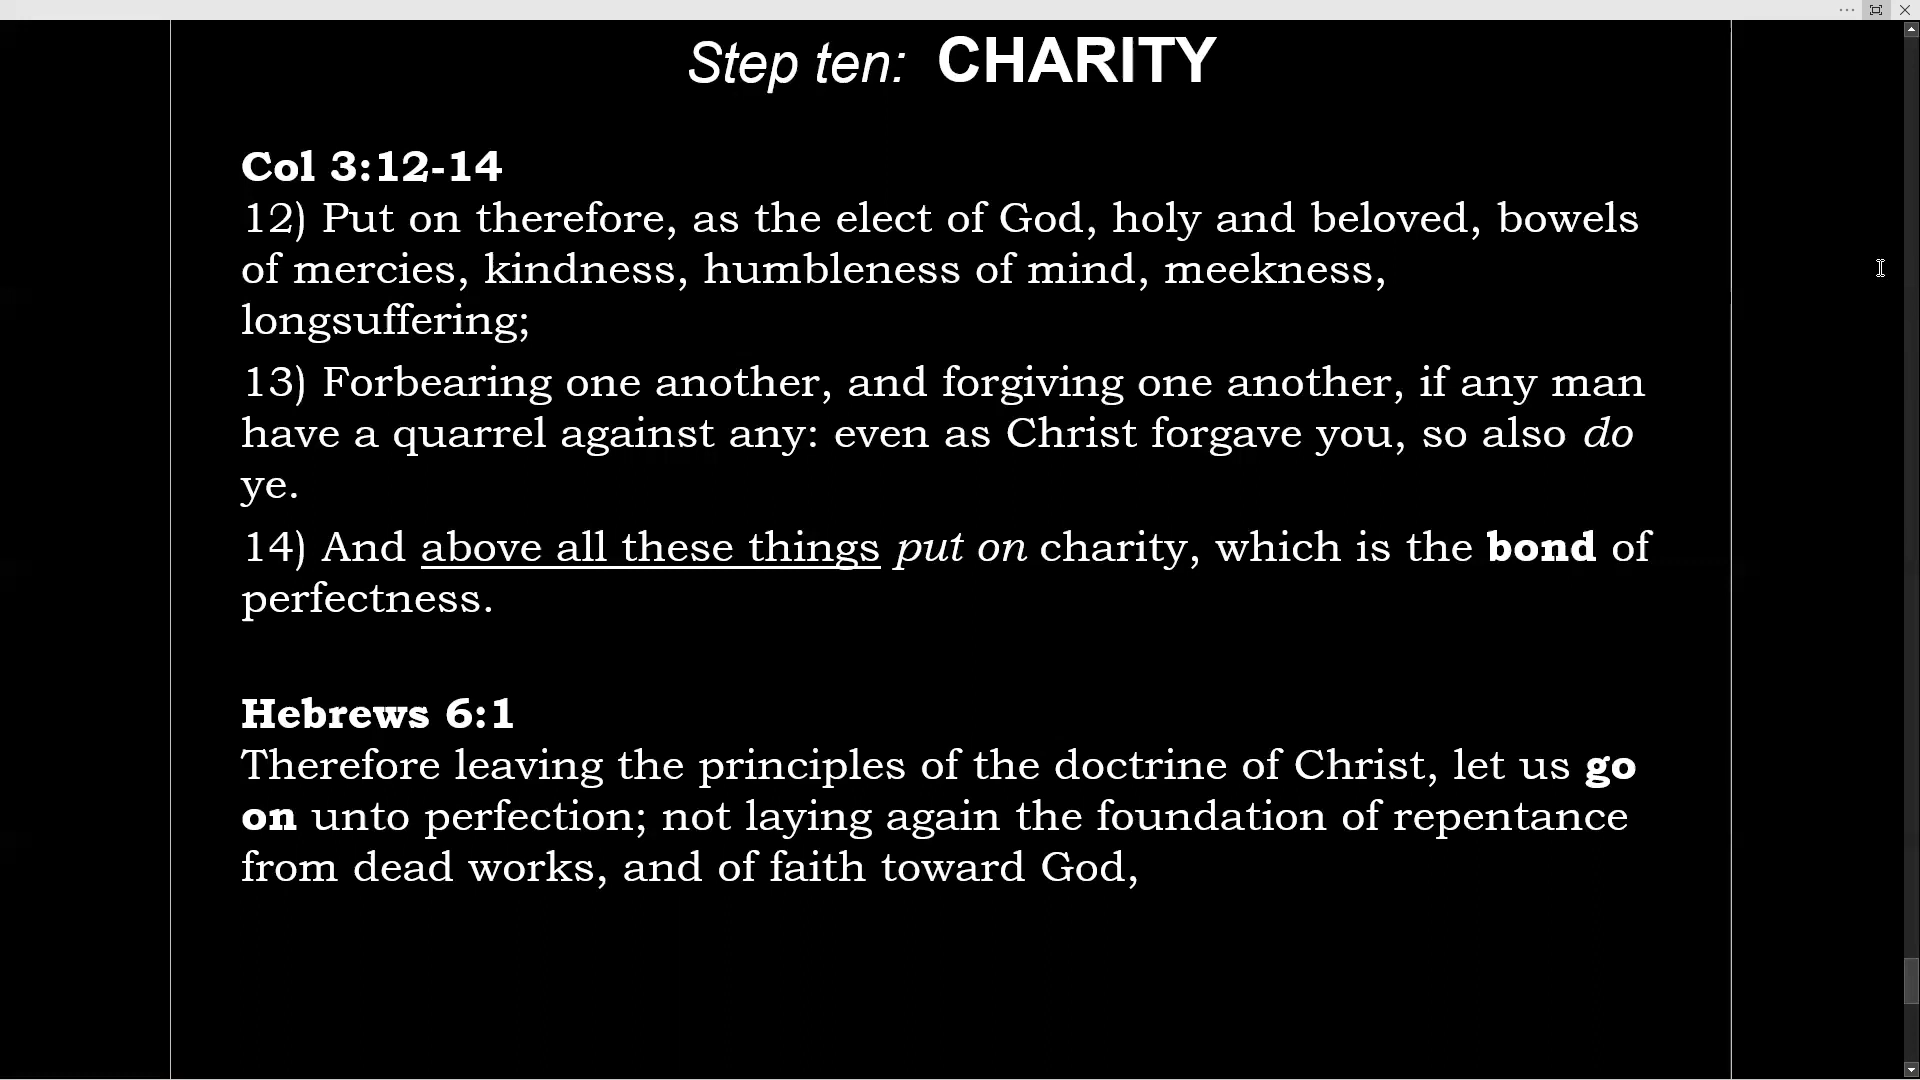 Step ten: CHARITY
Col 3:12-14
12) Put on therefore, as the elect of God, holy and beloved, bowels
of mercies, kindness, humbleness of mind, meekness,
longsuffering;
13) Forbearing one another, and forgiving one another, if any man
have a quarrel against any: even as Christ forgave you, so also do
ye.
14) And above all these things put on charity, which is the bond of
perfectness.
Hebrews 6:1
Therefore leaving the principles of the doctrine of Christ, let us go
on unto perfection; not laying again the foundation of repentance
from dead works, and of faith toward God,